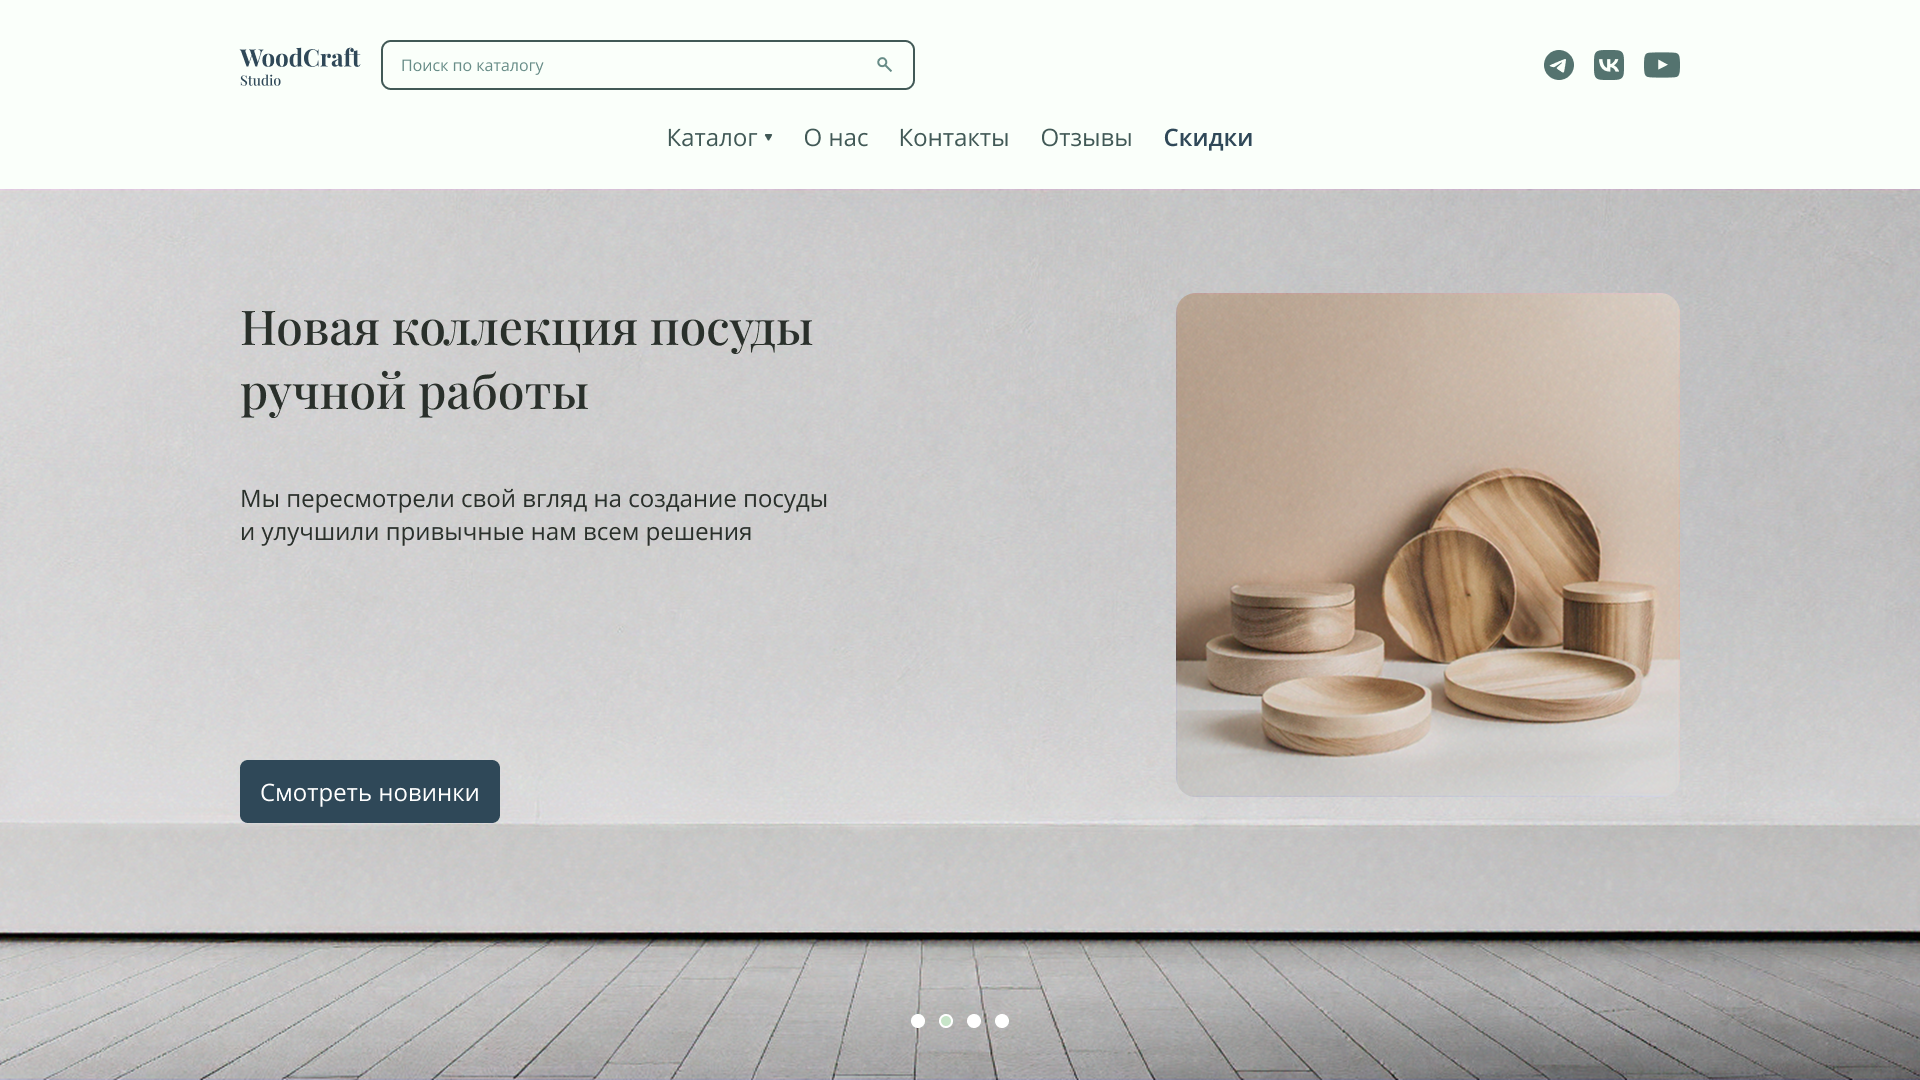 WoodCraft
Studio
Поиск по каталогу
Каталог ▾ О нас Контакты Отзывы Скидки
Новая коллекция посуды
ручной работы
Мы пересмотрели свой вгляд на создание посуды
и улучшили привычные нам всем решения
Смотреть новинки